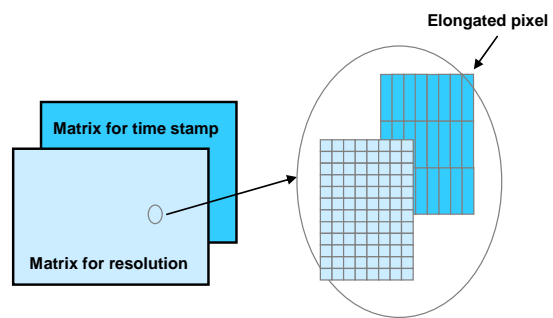 Elongated pixel
Matrix for time stamp
Matrix for resolution